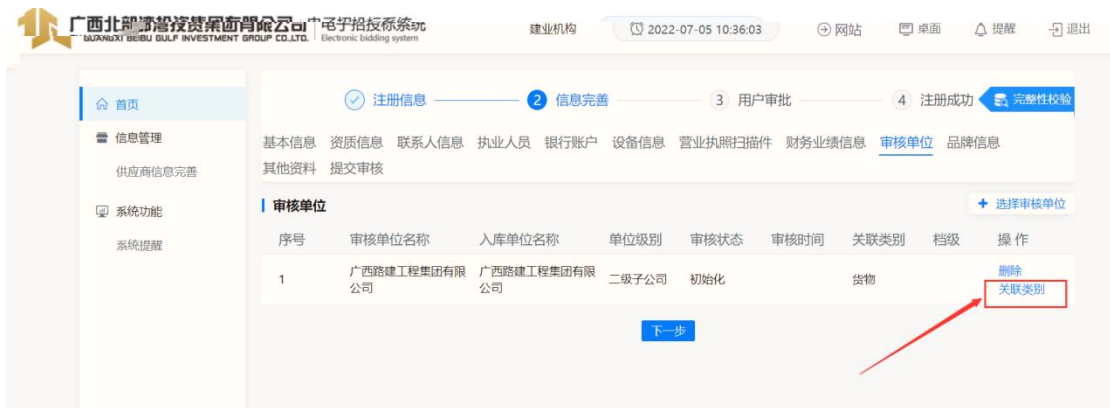 广西北部湾投资集团有限公司
GUANGXI BEIBU GULF INVESTMENT GROUP CO.,LTD.
电子招投标系统
Electronic bidding system
建业机构
2022-07-05 10:36:03
网站
桌面
提醒
退出
首页
信息管理
供应商信息完善
系统功能
系统提醒
注册信息
2 信息完善
3 用户审批
4 注册成功
完整性校验
基本信息 资质信息 联系人信息 执业人员 银行账户 设备信息 营业执照扫描件 财务业绩信息 审核单位 品牌信息
其他资料 提交审核
审核单位
+ 选择审核单位
序号 审核单位名称 入库单位名称 单位级别 审核状态 审核时间 关联类别 档级 操作
1 广西路建工程集团有限 广西路建工程集团有限 二级子公司 初始化 货物 删除
公司 公司 关联类别
下一步